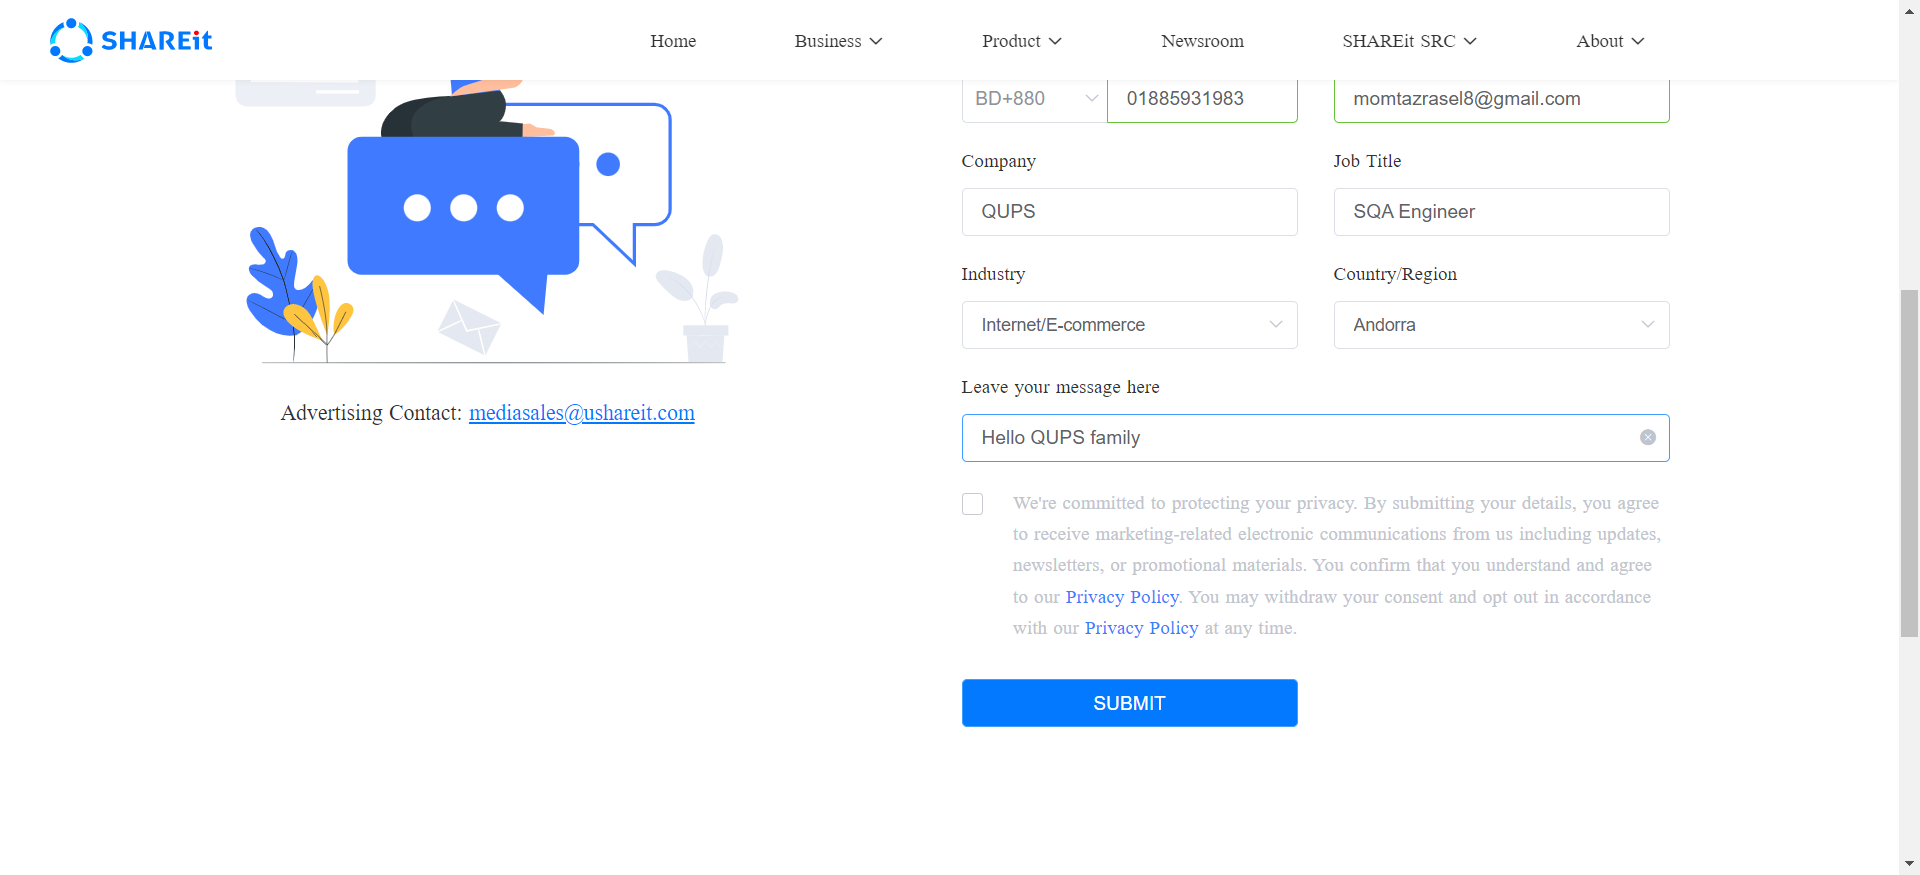 SHAREit
Home
Business
Product
Newsroom
SHAREit SRC
About
BD+880
01885931983
momtazrasel8@gmail.com
Company
Job Title
QUPS
SQA Engineer
Industry
Country/Region
Internet/E-commerce
Andorra
Leave your message here
Hello QUPS family
Advertising Contact: mediasales@ushareit.com
We're committed to protecting your privacy. By submitting your details, you agree
to receive marketing-related electronic communications from us including updates,
newsletters, or promotional materials. You confirm that you understand and agree
to our Privacy Policy. You may withdraw your consent and opt out in accordance
with our Privacy Policy at any time.
SUBMIT